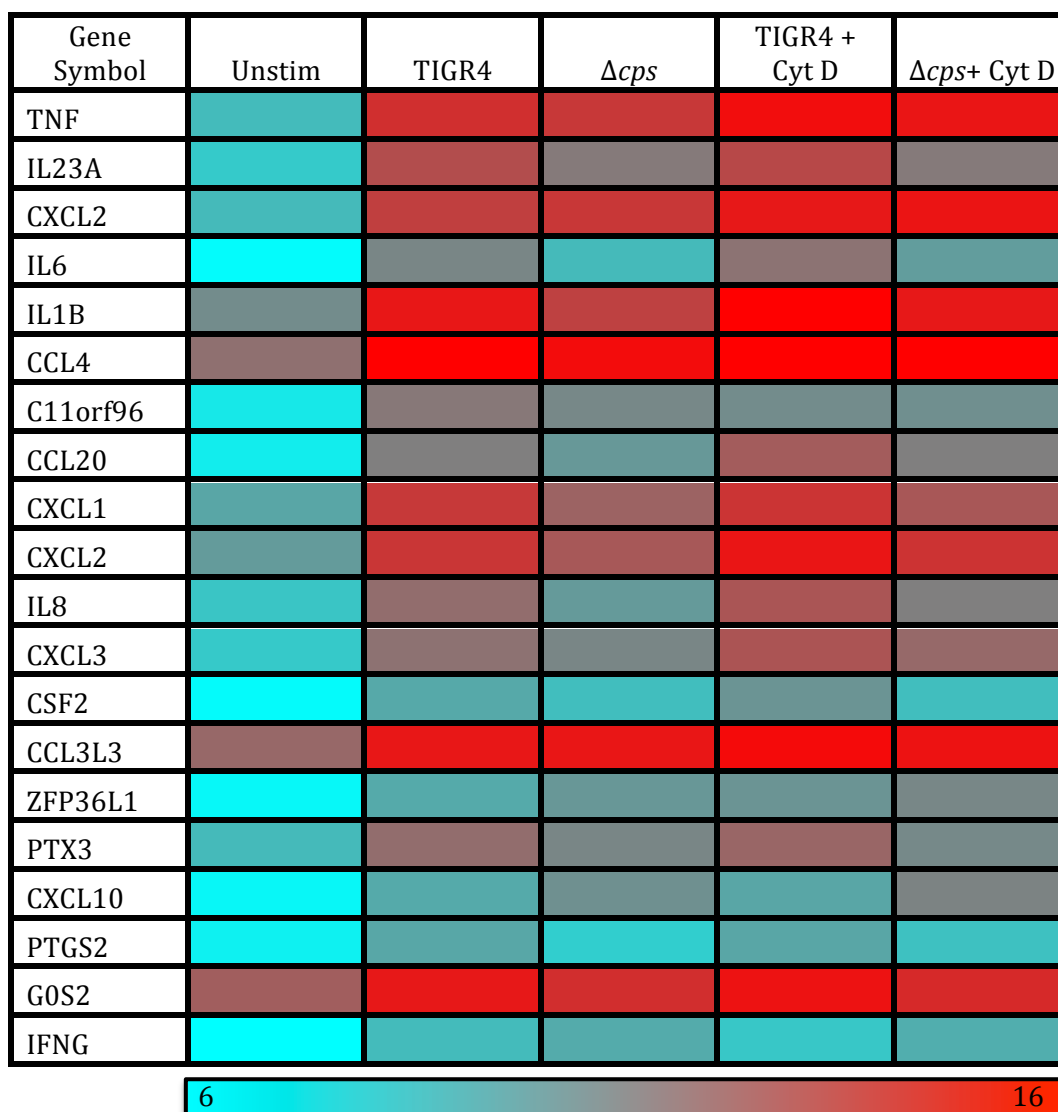 Gene Symbol Unstim TIGR4 Δcps TIGR4 + Cyt D Δcps+ Cyt D
TNF
IL23A
CXCL2
IL6
IL1B
CCL4
C11orf96
CCL20
CXCL1
CXCL2
IL8
CXCL3
CSF2
CCL3L3
ZFP36L1
PTX3
CXCL10
PTGS2
G0S2
IFNG
6 16